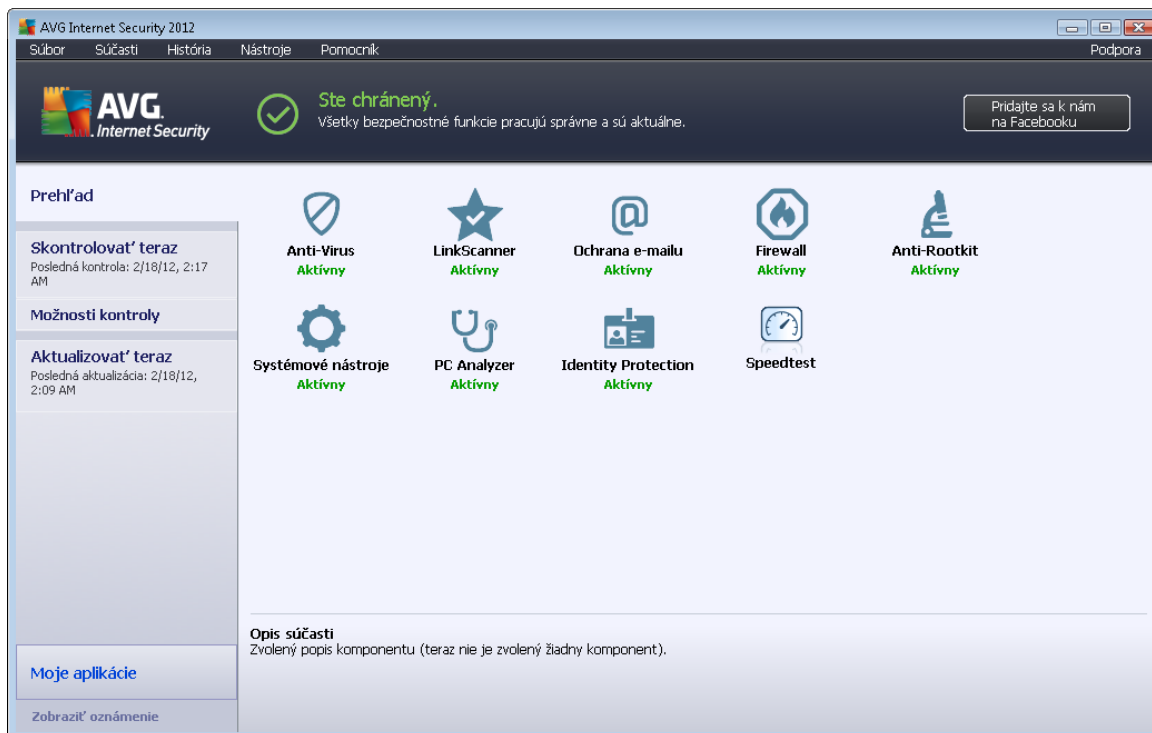 AVG Internet Security 2012
Súbor Súčasti História Nástroje Pomocník Podpora
AVG.
Internet Security
Ste chránený.
Všetky bezpečnostné funkcie pracujú správne a sú aktuálne.
Pridajte sa k nám
na Facebooku
Prehľad
Skontrolovať teraz
Posledná kontrola: 2/18/12, 2:17
AM
Možnosti kontroly
Aktualizovať teraz
Posledná aktualizácia: 2/18/12,
2:09 AM
Anti-Virus
Aktívny
LinkScanner
Aktívny
Ochrana e-mailu
Aktívny
Firewall
Aktívny
Anti-Rootkit
Aktívny
Systémové nástroje
Aktívny
PC Analyzer
Aktívny
Identity Protection
Aktívny
Speedtest
Opis súčasti
Zvolený popis komponentu (teraz nie je zvolený žiadny komponent).
Moje aplikácie
Zobraziť oznámenie